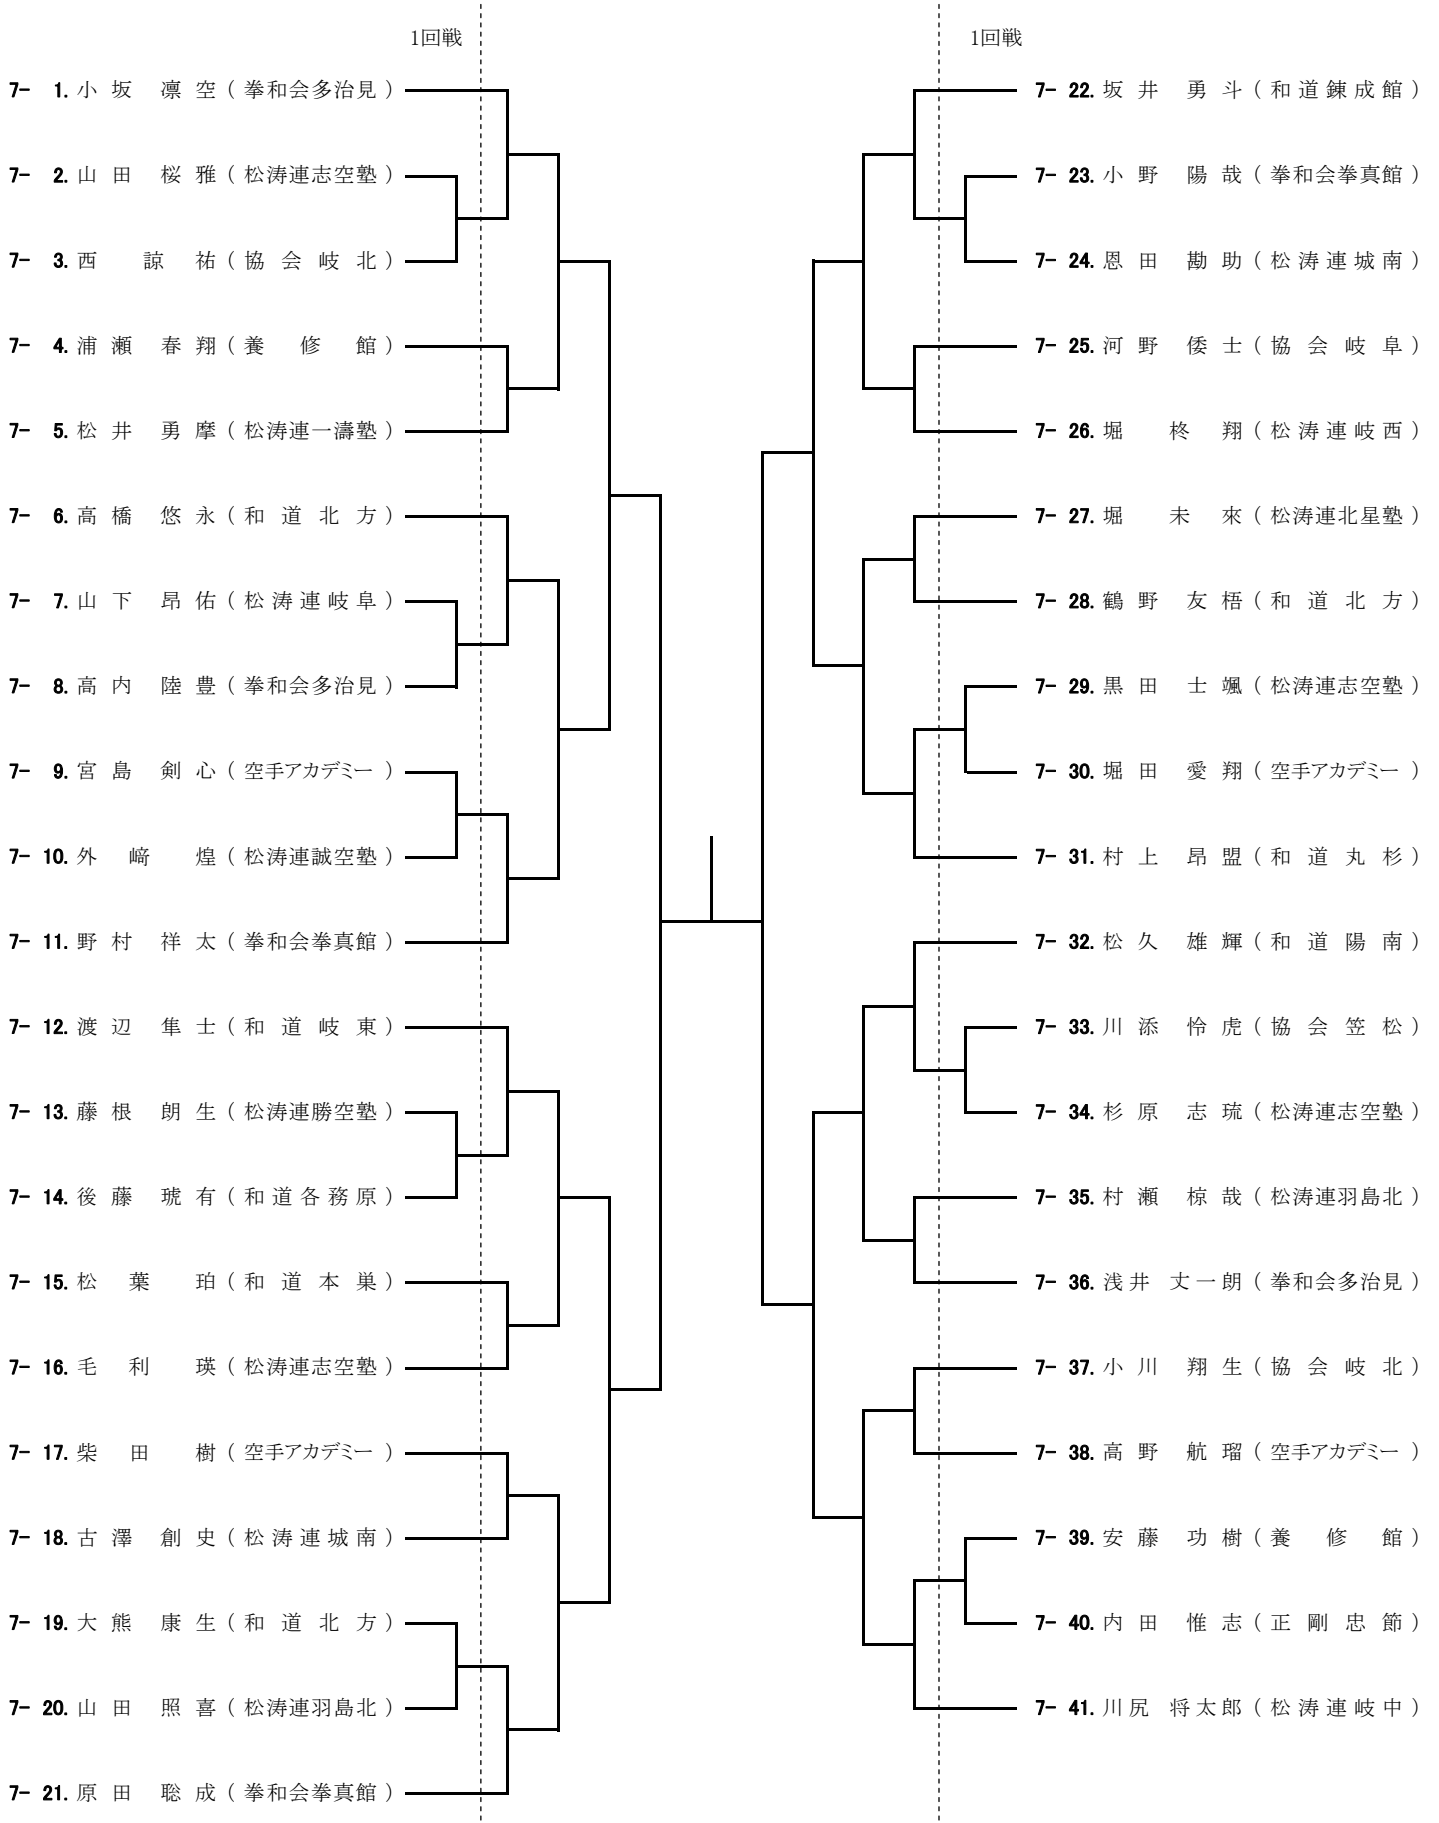 1回戦
7- 1. 小坂 凛空 (拳和会多治見)
7- 2. 山田 桜雅 (松涛連志空塾)
7- 3. 西 諒祐 (協会岐北)
7- 4. 浦瀬 春翔 (養修館)
7- 5. 松井 勇摩 (松涛連一濤塾)
7- 6. 高橋 悠永 (和道北方)
7- 7. 山下 昂佑 (松涛連岐阜)
7- 8. 高内 陸豊 (拳和会多治見)
7- 9. 宮島 剣心 (空手アカデミー)
7- 10. 外﨑 煌 (松涛連誠空塾)
7- 11. 野村 祥太 (拳和会拳真館)
7- 12. 渡辺 隼士 (和道岐東)
7- 13. 藤根 朗生 (松涛連勝空塾)
7- 14. 後藤 琥有 (和道各務原)
7- 15. 松葉 珀 (和道本巣)
7- 16. 毛利 瑛 (松涛連志空塾)
7- 17. 柴田 樹 (空手アカデミー)
7- 18. 古澤 創史 (松涛連城南)
7- 19. 大熊 康生 (和道北方)
7- 20. 山田 照喜 (松涛連羽島北)
7- 21. 原田 聡成 (拳和会拳真館)
1回戦
7- 22. 坂井 勇斗 (和道錬成館)
7- 23. 小野 陽哉 (拳和会拳真館)
7- 24. 恩田 勘助 (松涛連城南)
7- 25. 河野 倭士 (協会岐阜)
7- 26. 堀 柊翔 (松涛連岐西)
7- 27. 堀 未來 (松涛連北星塾)
7- 28. 鶴野 友梧 (和道北方)
7- 29. 黒田 士颯 (松涛連志空塾)
7- 30. 堀田 愛翔 (空手アカデミー)
7- 31. 村上 昂盟 (和道丸杉)
7- 32. 松久 雄輝 (和道陽南)
7- 33. 川添 怜虎 (協会笠松)
7- 34. 杉原 志琉 (松涛連志空塾)
7- 35. 村瀬 椋哉 (松涛連羽島北)
7- 36. 浅井 丈一朗 (拳和会多治見)
7- 37. 小川 翔生 (協会岐北)
7- 38. 高野 航瑠 (空手アカデミー)
7- 39. 安藤 功樹 (養修館)
7- 40. 内田 惟志 (正剛忠節)
7- 41. 川尻 将太郎 (松涛連岐中)